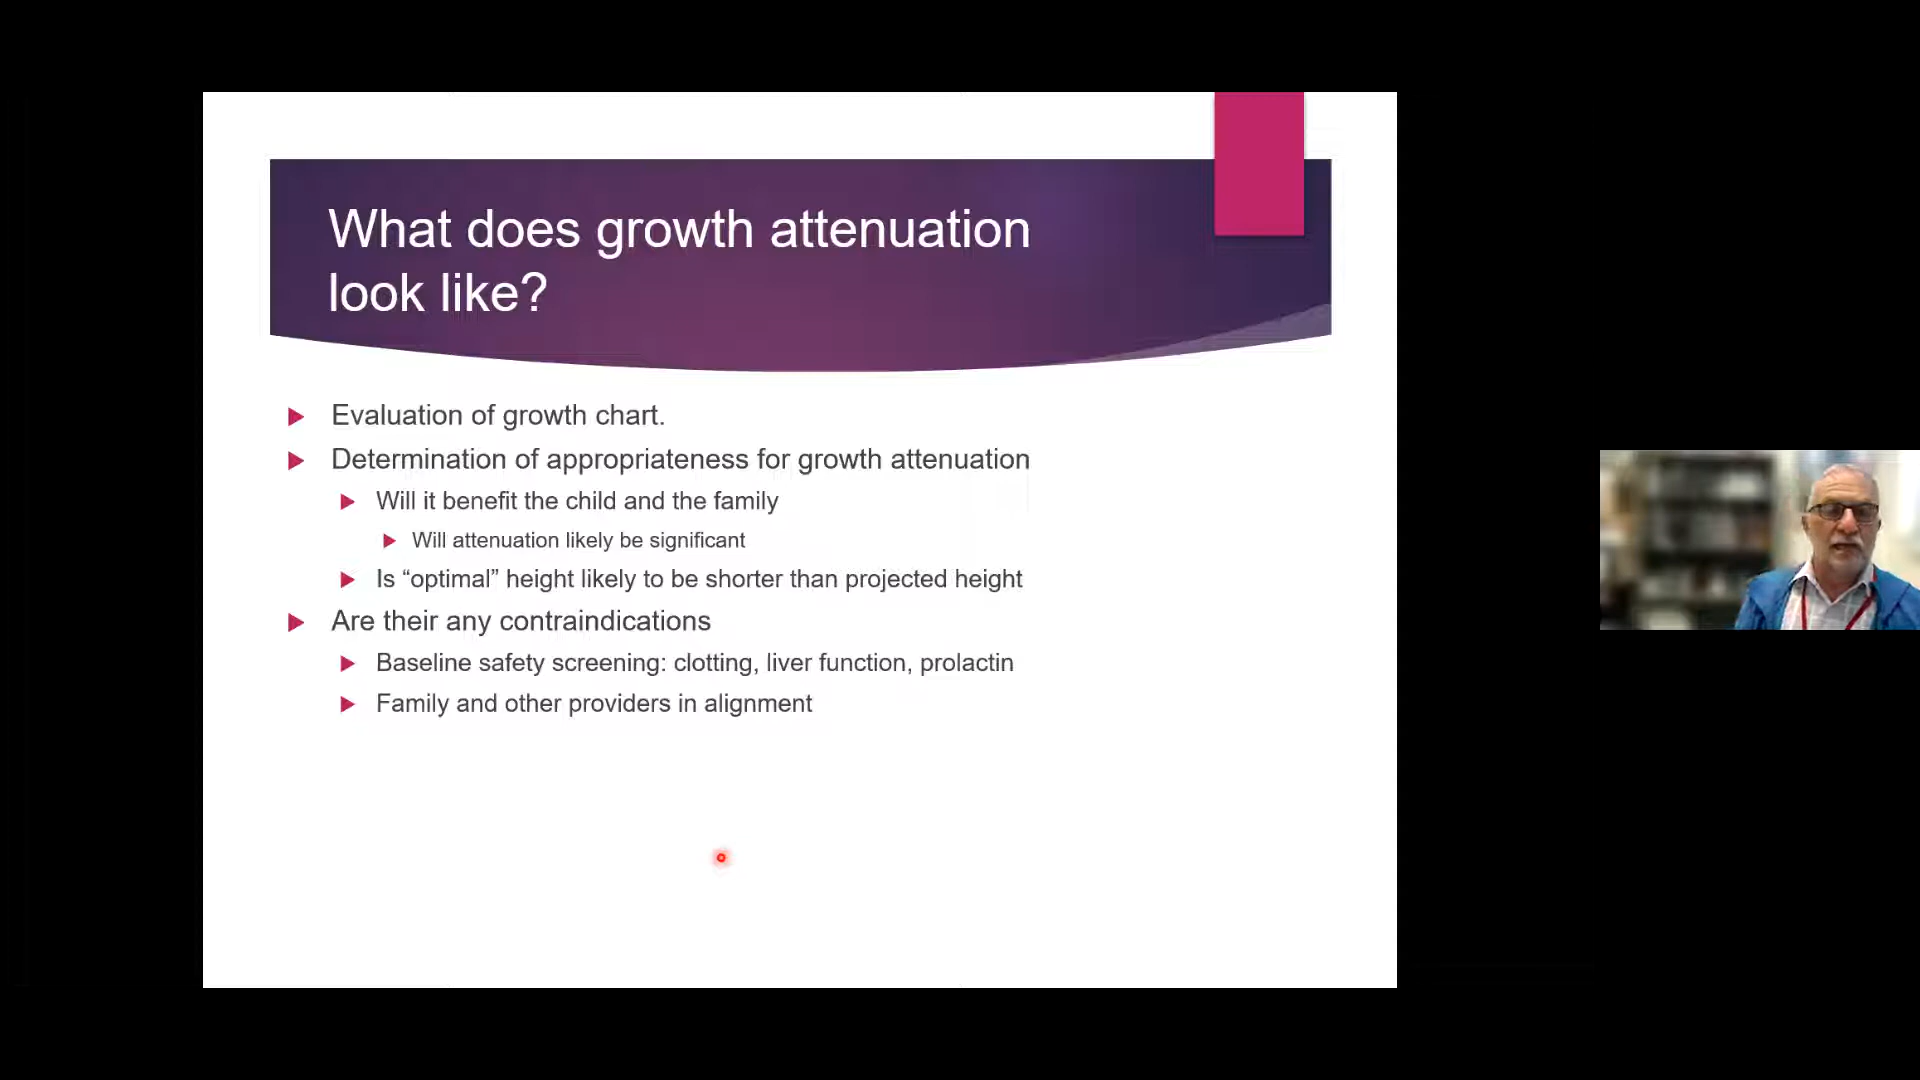 What does growth attenuation
look like?
Evaluation of growth chart.
Determination of appropriateness for growth attenuation
Will it benefit the child and the family
Will attenuation likely be significant
Is “optimal” height likely to be shorter than projected height
Are their any contraindications
Baseline safety screening: clotting, liver function, prolactin
Family and other providers in alignment